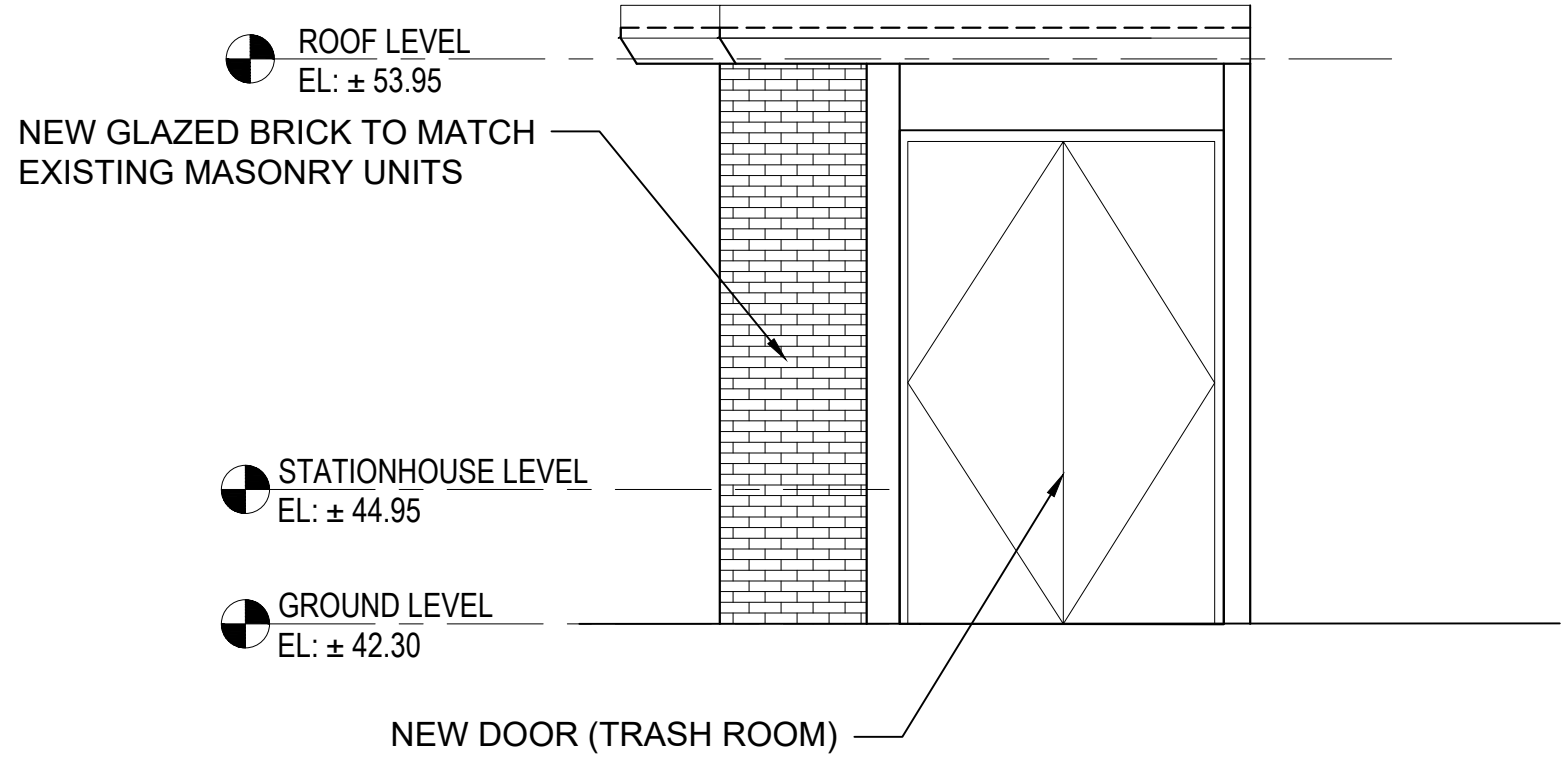 ROOF LEVEL
EL: ± 53.95
NEW GLAZED BRICK TO MATCH
EXISTING MASONRY UNITS
STATIONHOUSE LEVEL
EL: ± 44.95
GROUND LEVEL
EL: ± 42.30
NEW DOOR (TRASH ROOM)